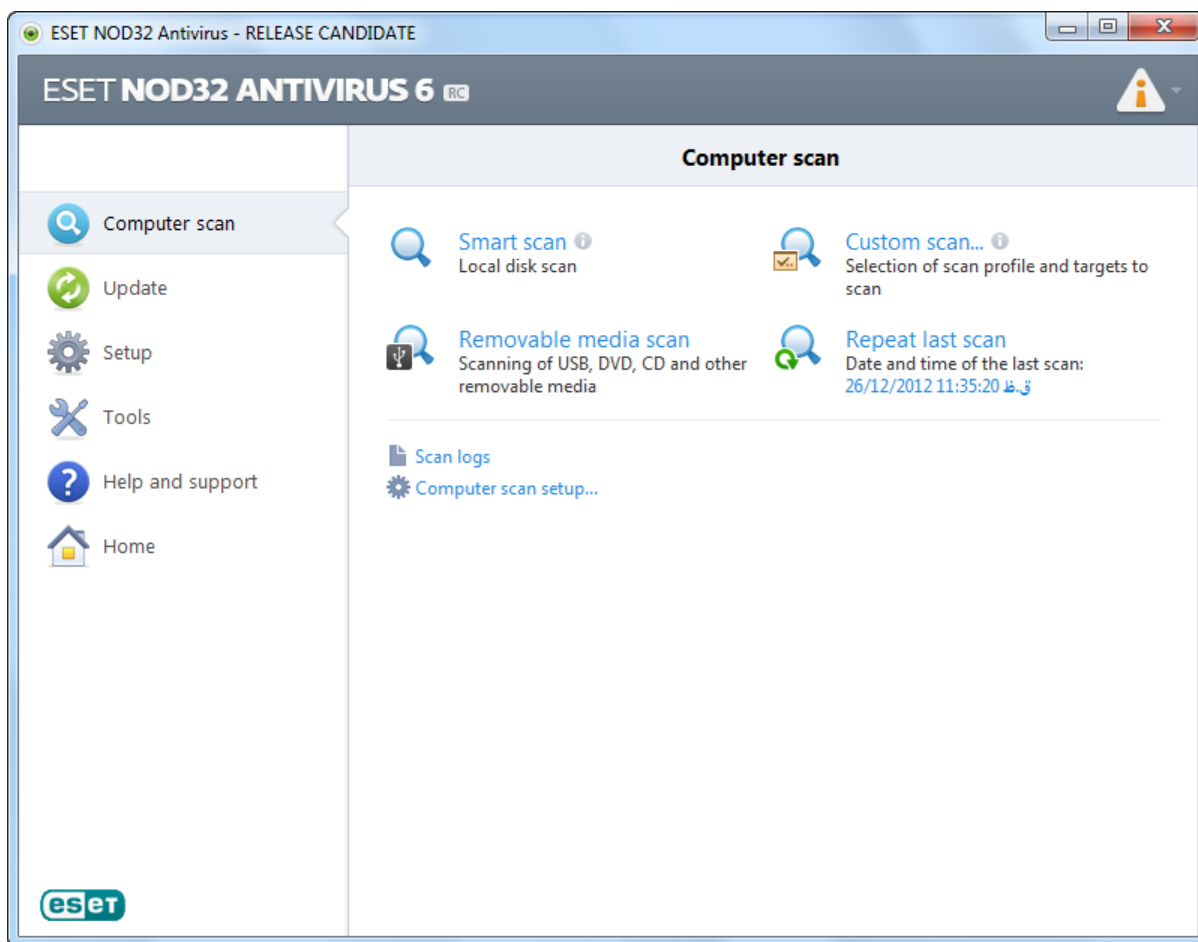 ESET NOD32 Antivirus - RELEASE CANDIDATE
ESET NOD32 ANTIVIRUS 6 RC
Computer scan
Computer scan
Update
Setup
Tools
Help and support
Home
Smart scan
Local disk scan
Custom scan...
Selection of scan profile and targets to
scan
Removable media scan
Scanning of USB, DVD, CD and other
removable media
Repeat last scan
Date and time of the last scan:
26/12/2012 11:35:20 ق.ظ
Scan logs
Computer scan setup...
eset